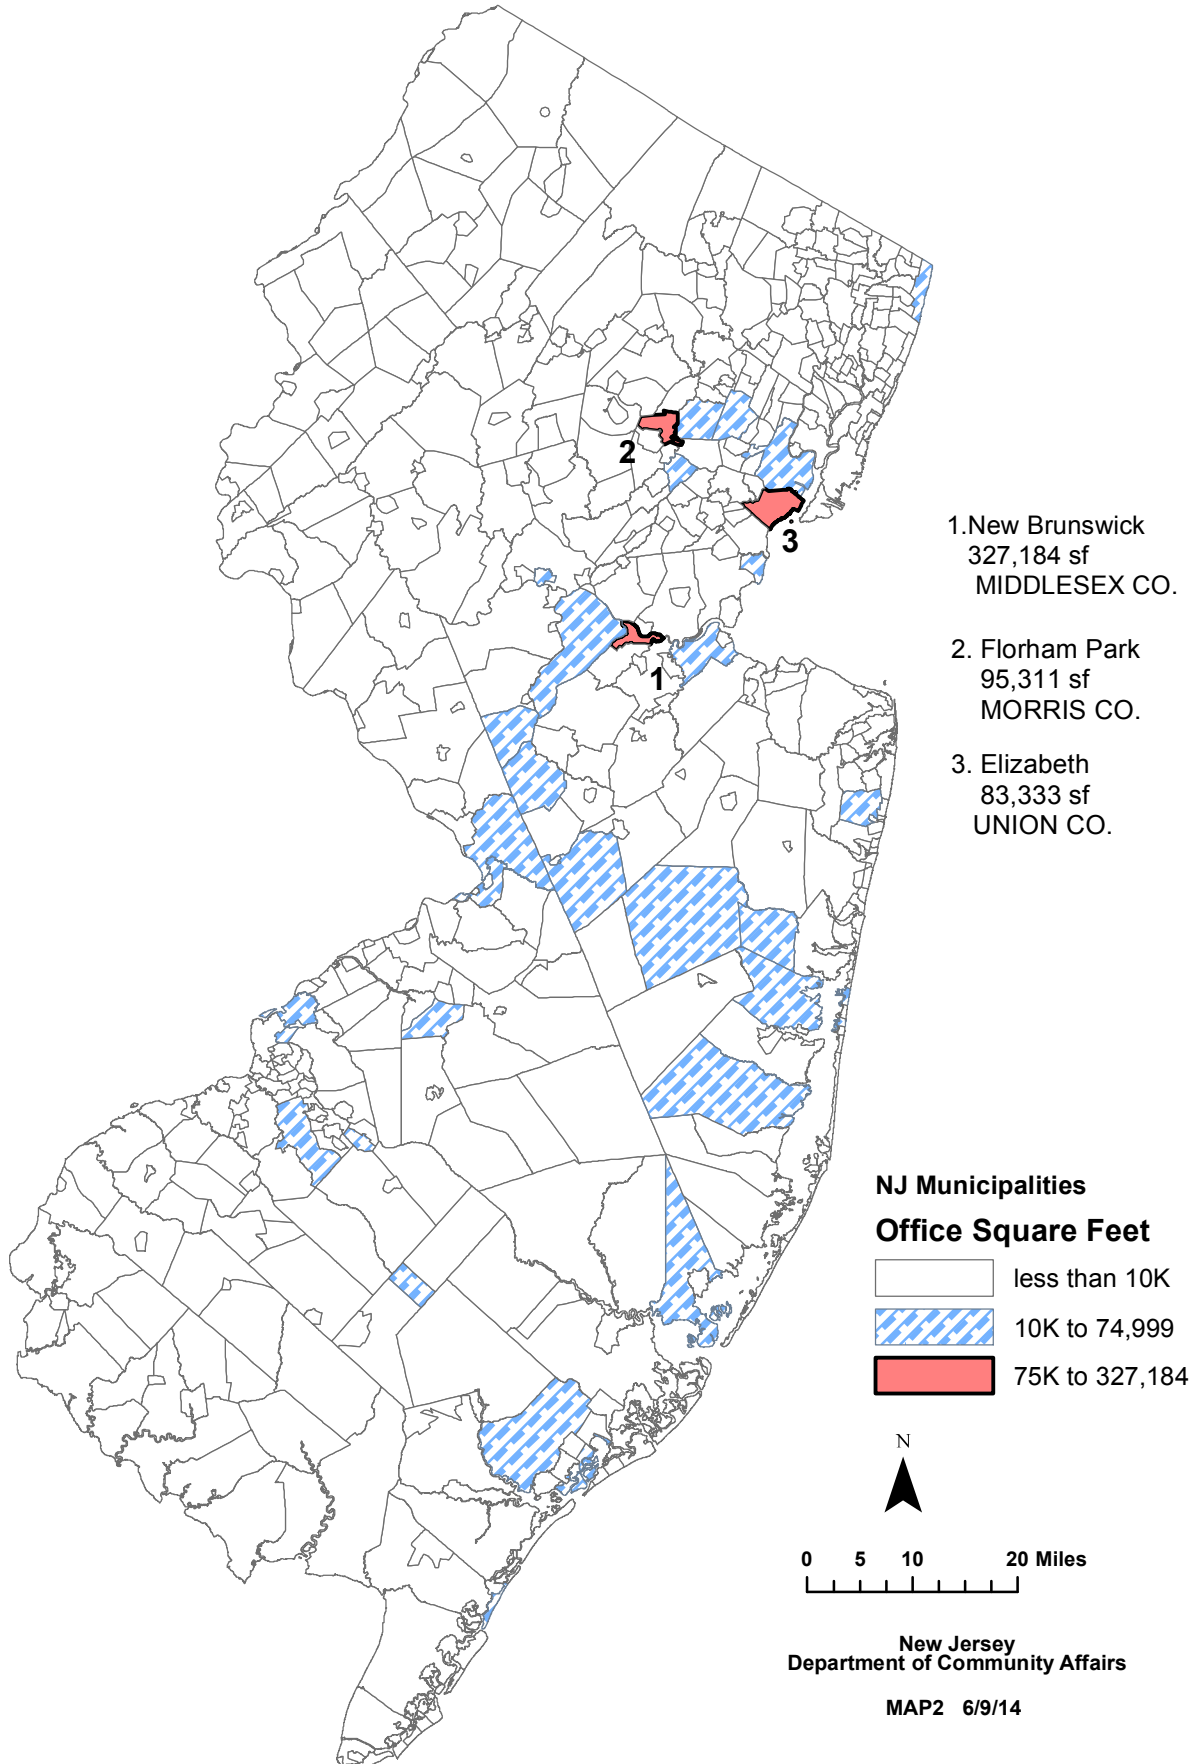 2
3
1
1.New Brunswick
327,184 sf
MIDDLESEX CO.
2. Florham Park
95,311 sf
MORRIS CO.
3. Elizabeth
83,333 sf
UNION CO.
NJ Municipalities
Office Square Feet
less than 10K
10K to 74,999
75K to 327,184
N
0 5 10 20 Miles
New Jersey
Department of Community Affairs
MAP2 6/9/14